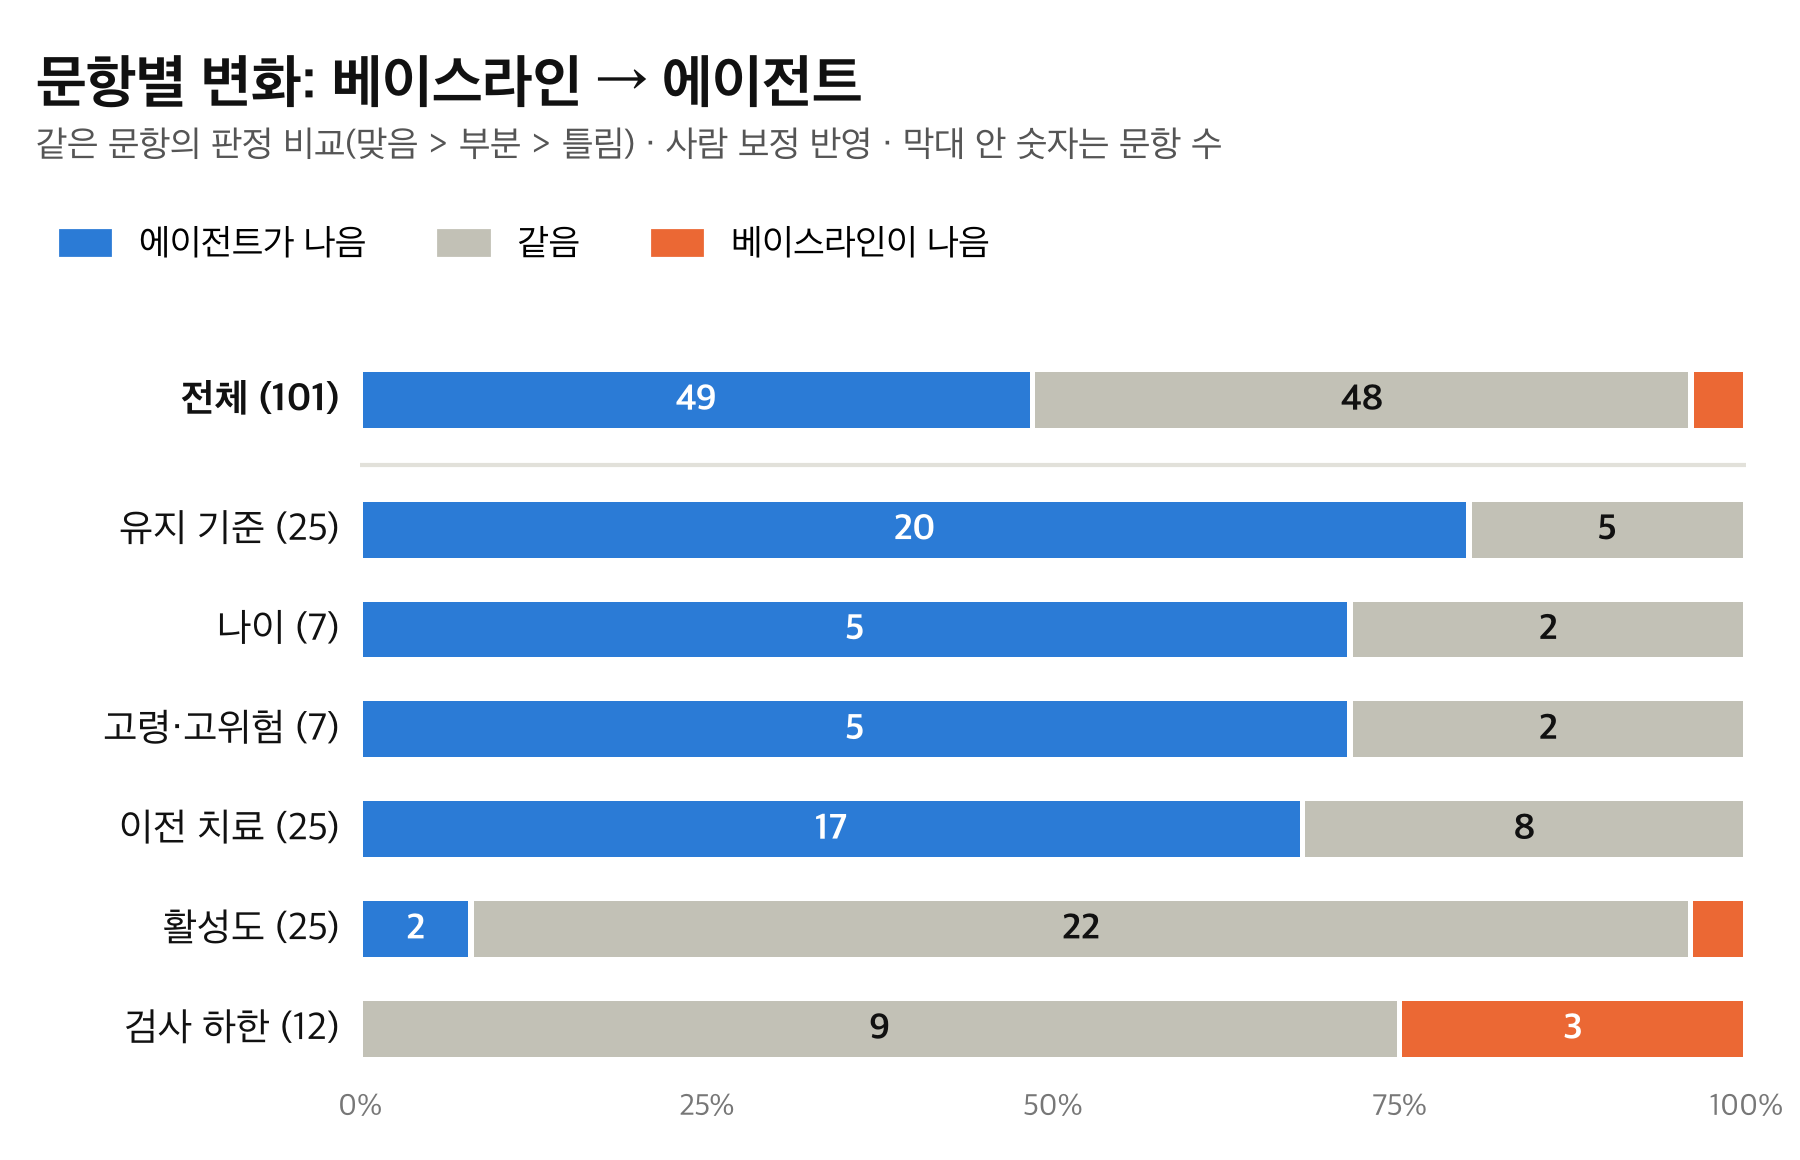 문항별 변화: 베이스라인 → 에이전트
같은 문항의 판정 비교(맞음 > 부분 > 틀림) · 사람 보정 반영 · 막대 안 숫자는 문항 수
에이전트가 나음 같음 베이스라인이 나음
전체 (101) 49 48
유지 기준 (25) 20 5
나이 (7) 5 2
고령·고위험 (7) 5 2
이전 치료 (25) 17 8
활성도 (25) 2 22
검사 하한 (12) 9 3
0% 25% 50% 75% 100%